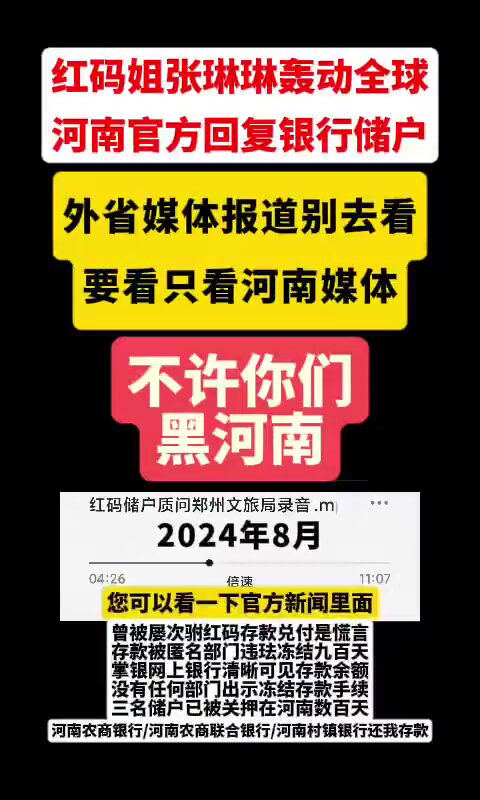 红码姐张琳琳轰动全球
河南官方回复银行储户
外省媒体报道别去看
要看只看河南媒体
不许你们
黑河南
红码储户质问郑州文旅局录音.m
2024年8月
04:26
倍速
11:07
您可以看一下官方新闻里面
曾被屡次驸红码存款兑付是慌言
存款被匿名部门违珐冻结九百天
掌银网上银行清晰可见存款余额
没有任何部门出示冻结存款手续
三名储户已被关押在河南数百天
河南农商银行/河南农商联合银行/河南村镇银行还我存款